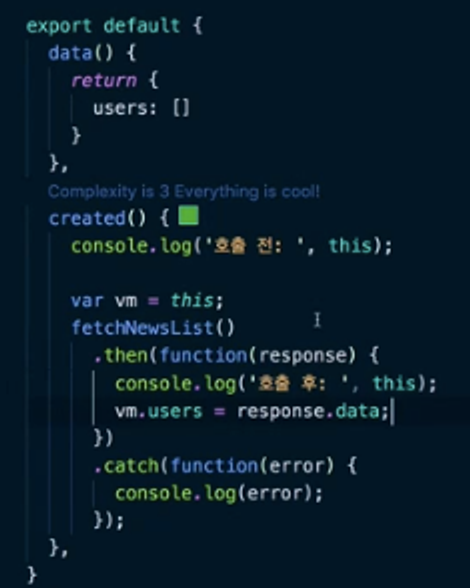 export default {
  data() {
    return {
      users: []
    }
  },
  Complexity is 3 Everything is cool!
  created() {
    console.log('호출 전: ', this);

    var vm = this;
    fetchNewsList()
      .then(function(response) {
        console.log('호출 후: ', this);
        vm.users = response.data;
      })
      .catch(function(error) {
        console.log(error);
      });
  },
}